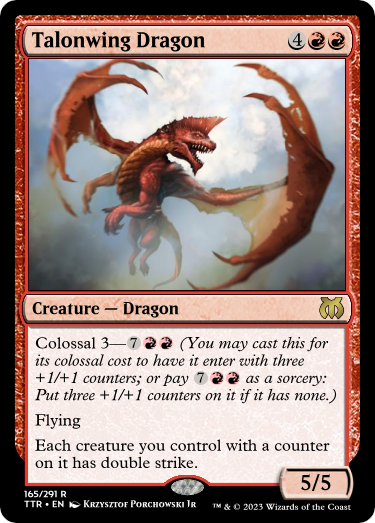 Talonwing Dragon 4
Creature — Dragon
Colossal 3—7 (You may cast this for
its colossal cost to have it enter with three
+1/+1 counters; or pay 7 as a sorcery:
Put three +1/+1 counters on it if it has none.)
Flying
Each creature you control with a counter
on it has double strike.
5/5
165/291 R
TTR • EN Krzysztof Porchowski Jr
™ & © 2023 Wizards of the Coast